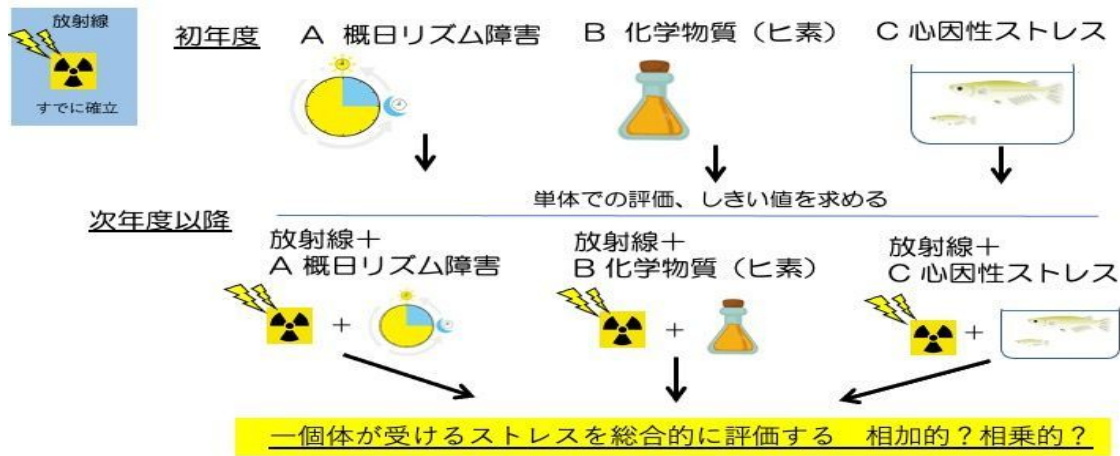 放射線
すでに確立
初年度
A 概日リズム障害
B 化学物質（ヒ素）
C 心因性ストレス
単体での評価、しきい値を求める
次年度以降
放射線＋
A 概日リズム障害
放射線＋
B 化学物質（ヒ素）
放射線＋
C 心因性ストレス
+
+
+
一個体が受けるストレスを総合的に評価する　相加的？相乗的？